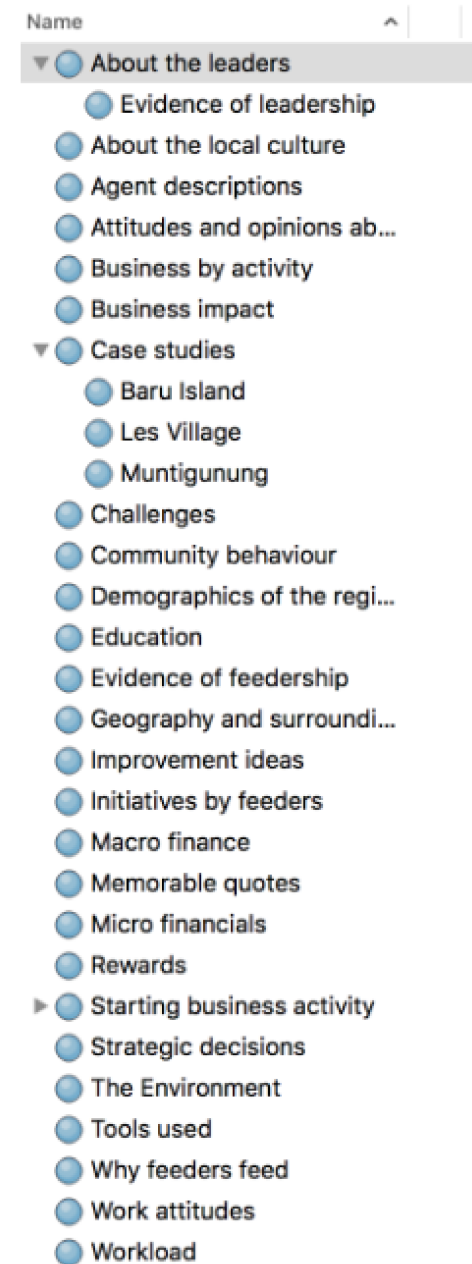 Name
About the leaders
Evidence of leadership
About the local culture
Agent descriptions
Attitudes and opinions ab...
Business by activity
Business impact
Case studies
Baru Island
Les Village
Muntigunung
Challenges
Community behaviour
Demographics of the regi...
Education
Evidence of feedership
Geography and surroundi...
Improvement ideas
Initiatives by feeders
Macro finance
Memorable quotes
Micro financials
Rewards
Starting business activity
Strategic decisions
The Environment
Tools used
Why feeders feed
Work attitudes
Workload